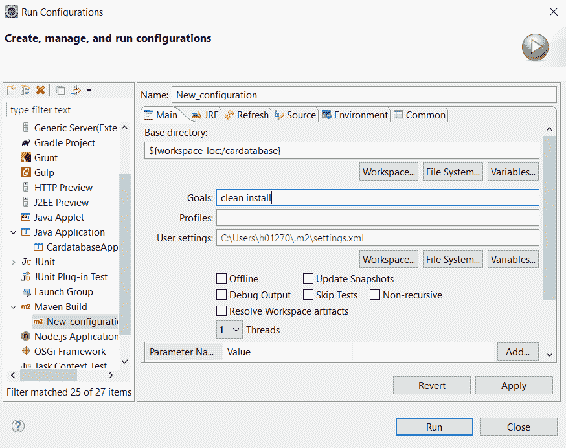 Run Configurations
Create, manage, and run configurations
type filter text
Generic Server(Exte
Gradle Project
Grunt
Gulp
HTTP Preview
J2EE Preview
Java Applet
Java Application
CardatabaseApp
JUnit
JUnit Plug-in Test
Launch Group
Maven Build
m2 New_configuratio
Node.js Application
OSGi Framework
Task Context Test
Filter matched 25 of 27 items
Name: New_configuration
Main JRE Refresh Source Environment Common
Base directory:
${workspace_loc:/cardatabase}
Workspace... File System... Variables...
Goals: clean install
Profiles:
User settings: C:\Users\h01270\.m2\settings.xml
Workspace... File System... Variables...
Offline Update Snapshots
Debug Output Skip Tests Non-recursive
Resolve Workspace artifacts
1 Threads
Parameter Na... Value Add...
Revert Apply
Run Close